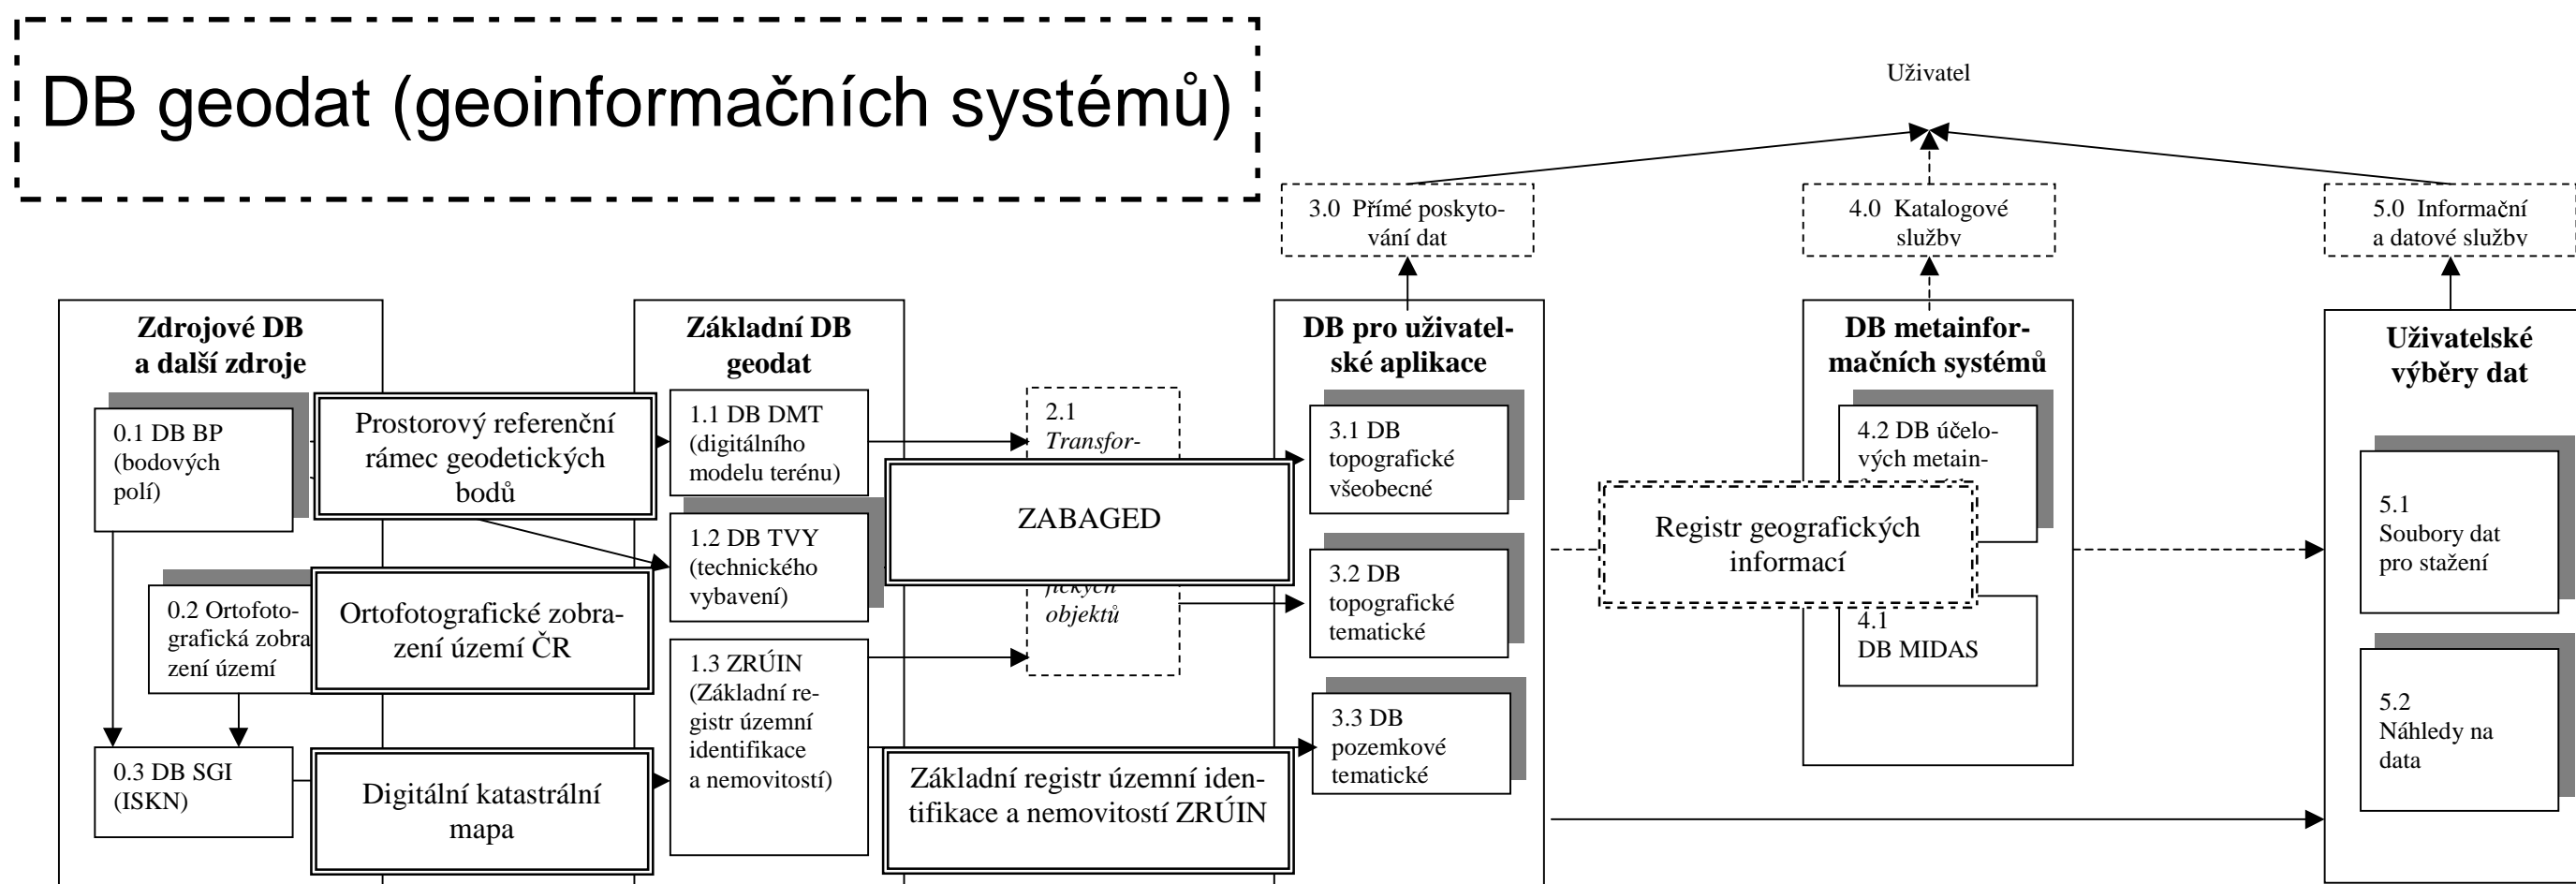 DB geodat (geoinformačních systémů)
Uživatel
3.0 Přímé poskyto-
vání dat
4.0 Katalogové
služby
5.0 Informační
a datové služby
Zdrojové DB
a další zdroje
0.1 DB BP
(bodových
polí)
0.2 Ortofoto-
grafická zobra
zení území
0.3 DB SGI
(ISKN)
Prostorový referenční
rámec geodetických
bodů
Ortofotografické zobra-
zení území ČR
Digitální katastrální
mapa
Základní DB
geodat
1.1 DB DMT
(digitálního
modelu terénu)
1.2 DB TVY
(technického
vybavení)
1.3 ZRÚIN
(Základní re-
gistr územní
identifikace
a nemovitostí)
2.1
Transfor-
fických
objektů
ZABAGED
Základní registr územní iden-
tifikace a nemovitostí ZRÚIN
DB pro uživatel-
ské aplikace
3.1 DB
topografické
všeobecné
3.2 DB
topografické
tematické
3.3 DB
pozemkové
tematické
DB metainfor-
mačních systémů
4.2 DB účelo-
vých metain-
Registr geografických
informací
4.1
DB MIDAS
Uživatelské
výběry dat
5.1
Soubory dat
pro stažení
5.2
Náhledy na
data